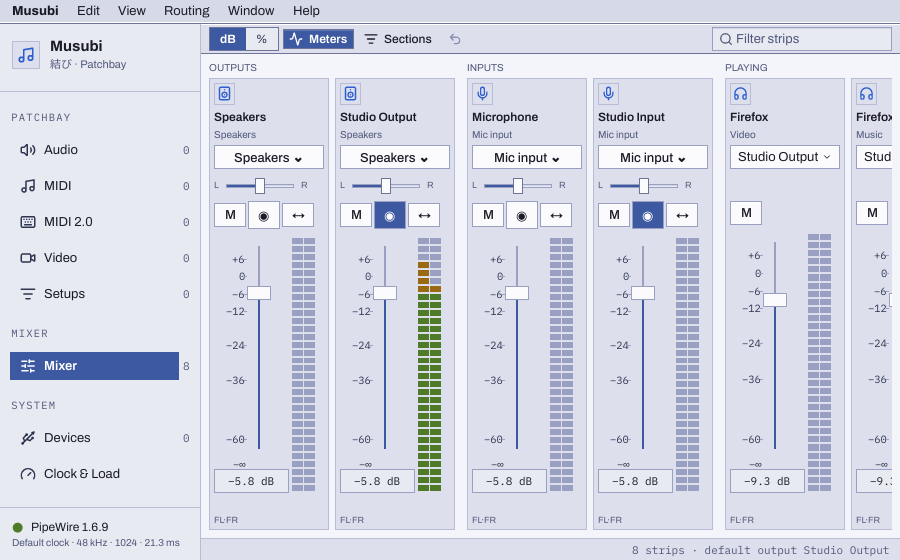 Musubi Edit View Routing Window Help
Musubi
結び · Patchbay
PATCHBAY
Audio 0
MIDI 0
MIDI 2.0 0
Video 0
Setups 0
MIXER
Mixer 8
SYSTEM
Devices 0
Clock & Load
PipeWire 1.6.9
Default clock · 48 kHz · 1024 · 21.3 ms
dB % Meters Sections Filter strips
OUTPUTS INPUTS PLAYING
Speakers
Speakers
Speakers
L R
M
+6
0
−6
−12
−24
−36
−60
−∞
−5.8 dB
FL·FR
Studio Output
Speakers
Speakers
L R
M
+6
0
−6
−12
−24
−36
−60
−∞
−5.8 dB
FL·FR
Microphone
Mic input
Mic input
L R
M
+6
0
−6
−12
−24
−36
−60
−∞
−5.8 dB
FL·FR
Studio Input
Mic input
Mic input
L R
M
+6
0
−6
−12
−24
−36
−60
−∞
−5.8 dB
FL·FR
Firefox
Video
Studio Output
M
+6
0
−6
−12
−24
−36
−60
−∞
−9.3 dB
FL·FR
Firefox
Music
Stud
M
+6
0
−6
−12
−24
−36
−60
−∞
−9.3
FL·FR
8 strips · default output Studio Output